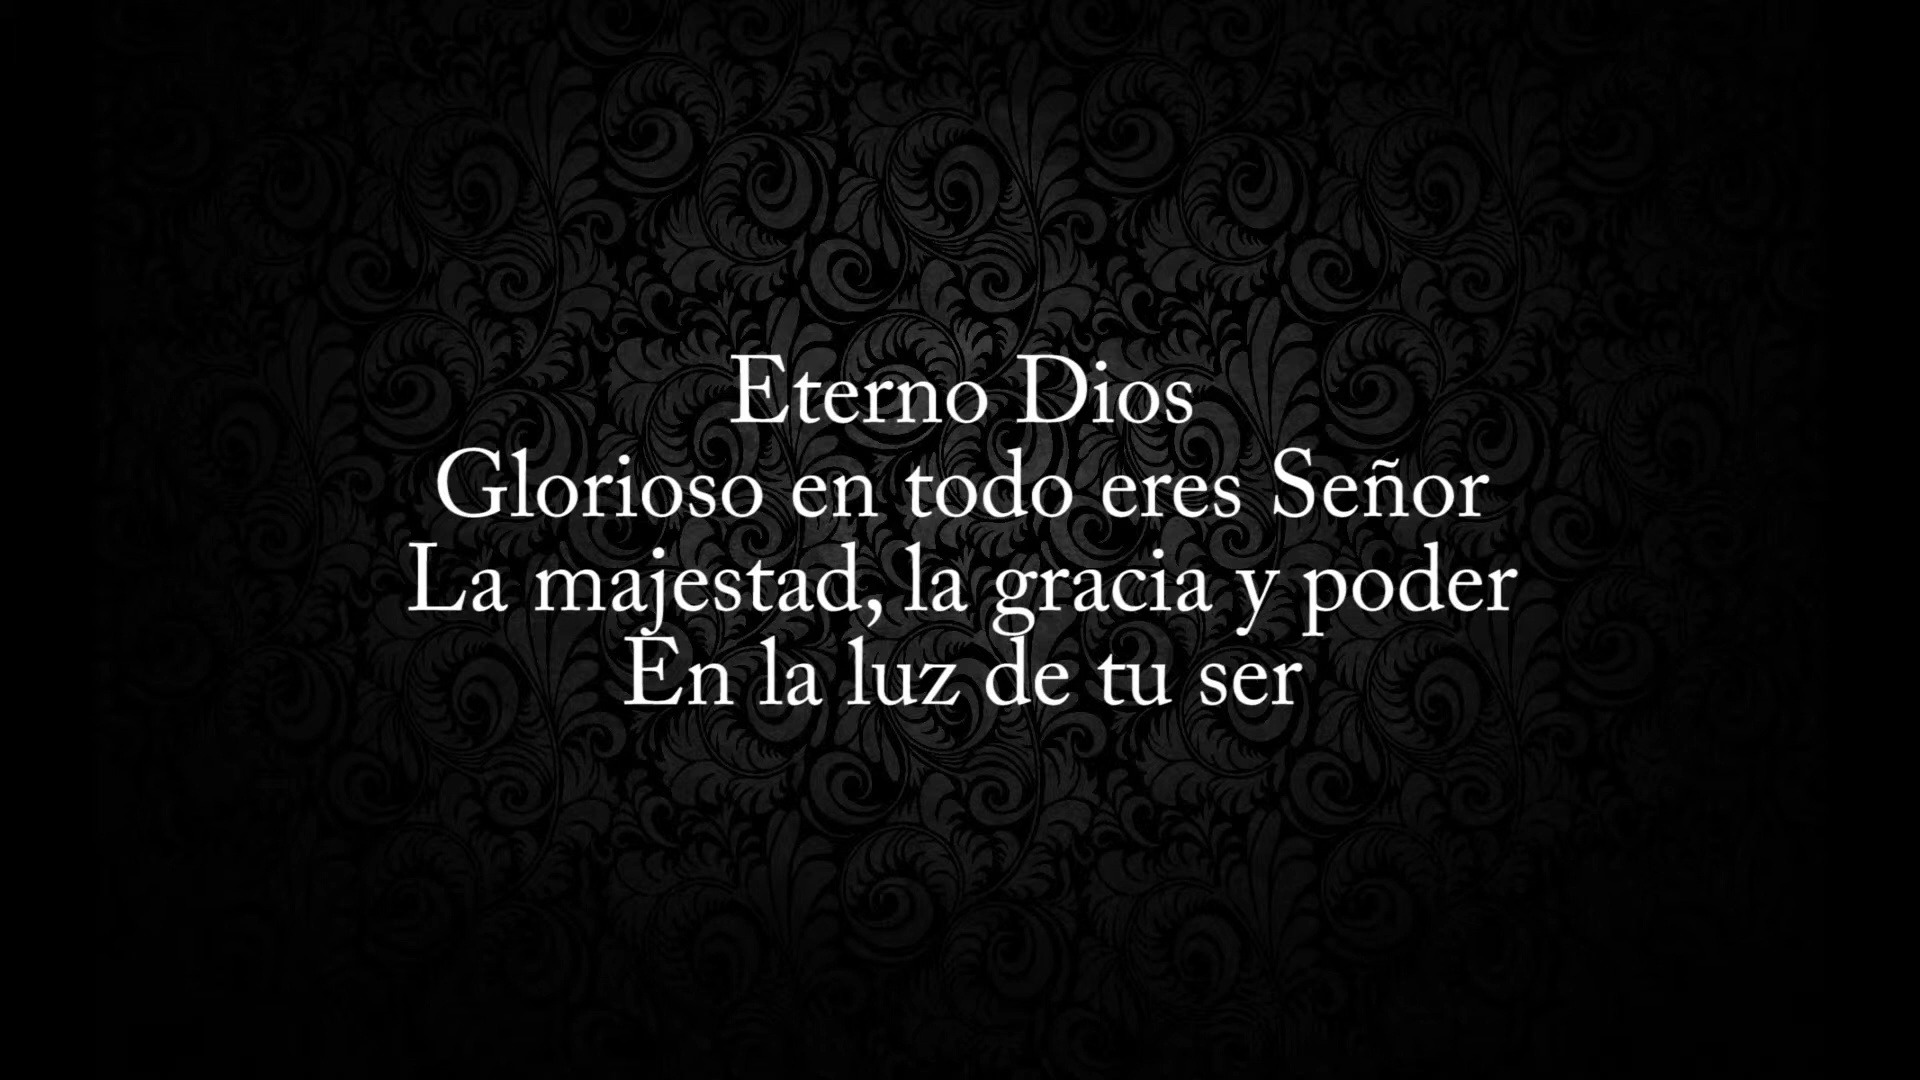 Eterno Dios
Glorioso en todo eres Señor
La majestad, la gracia y poder
En la luz de tu ser